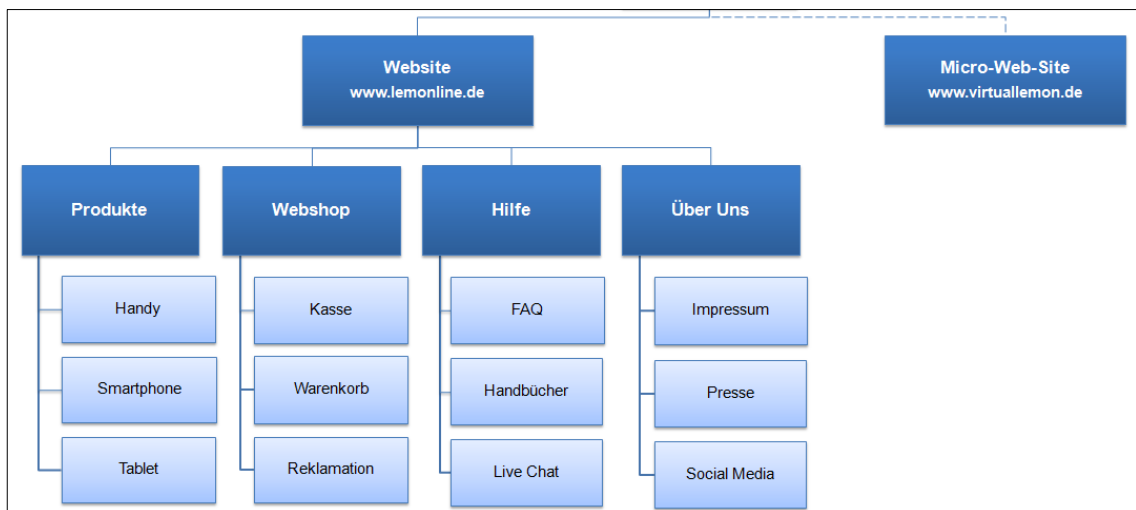 Website
www.lemonline.de
Micro-Web-Site
www.virtuallemon.de
Produkte
Webshop
Hilfe
Über Uns
Handy
Kasse
FAQ
Impressum
Smartphone
Warenkorb
Handbücher
Presse
Tablet
Reklamation
Live Chat
Social Media